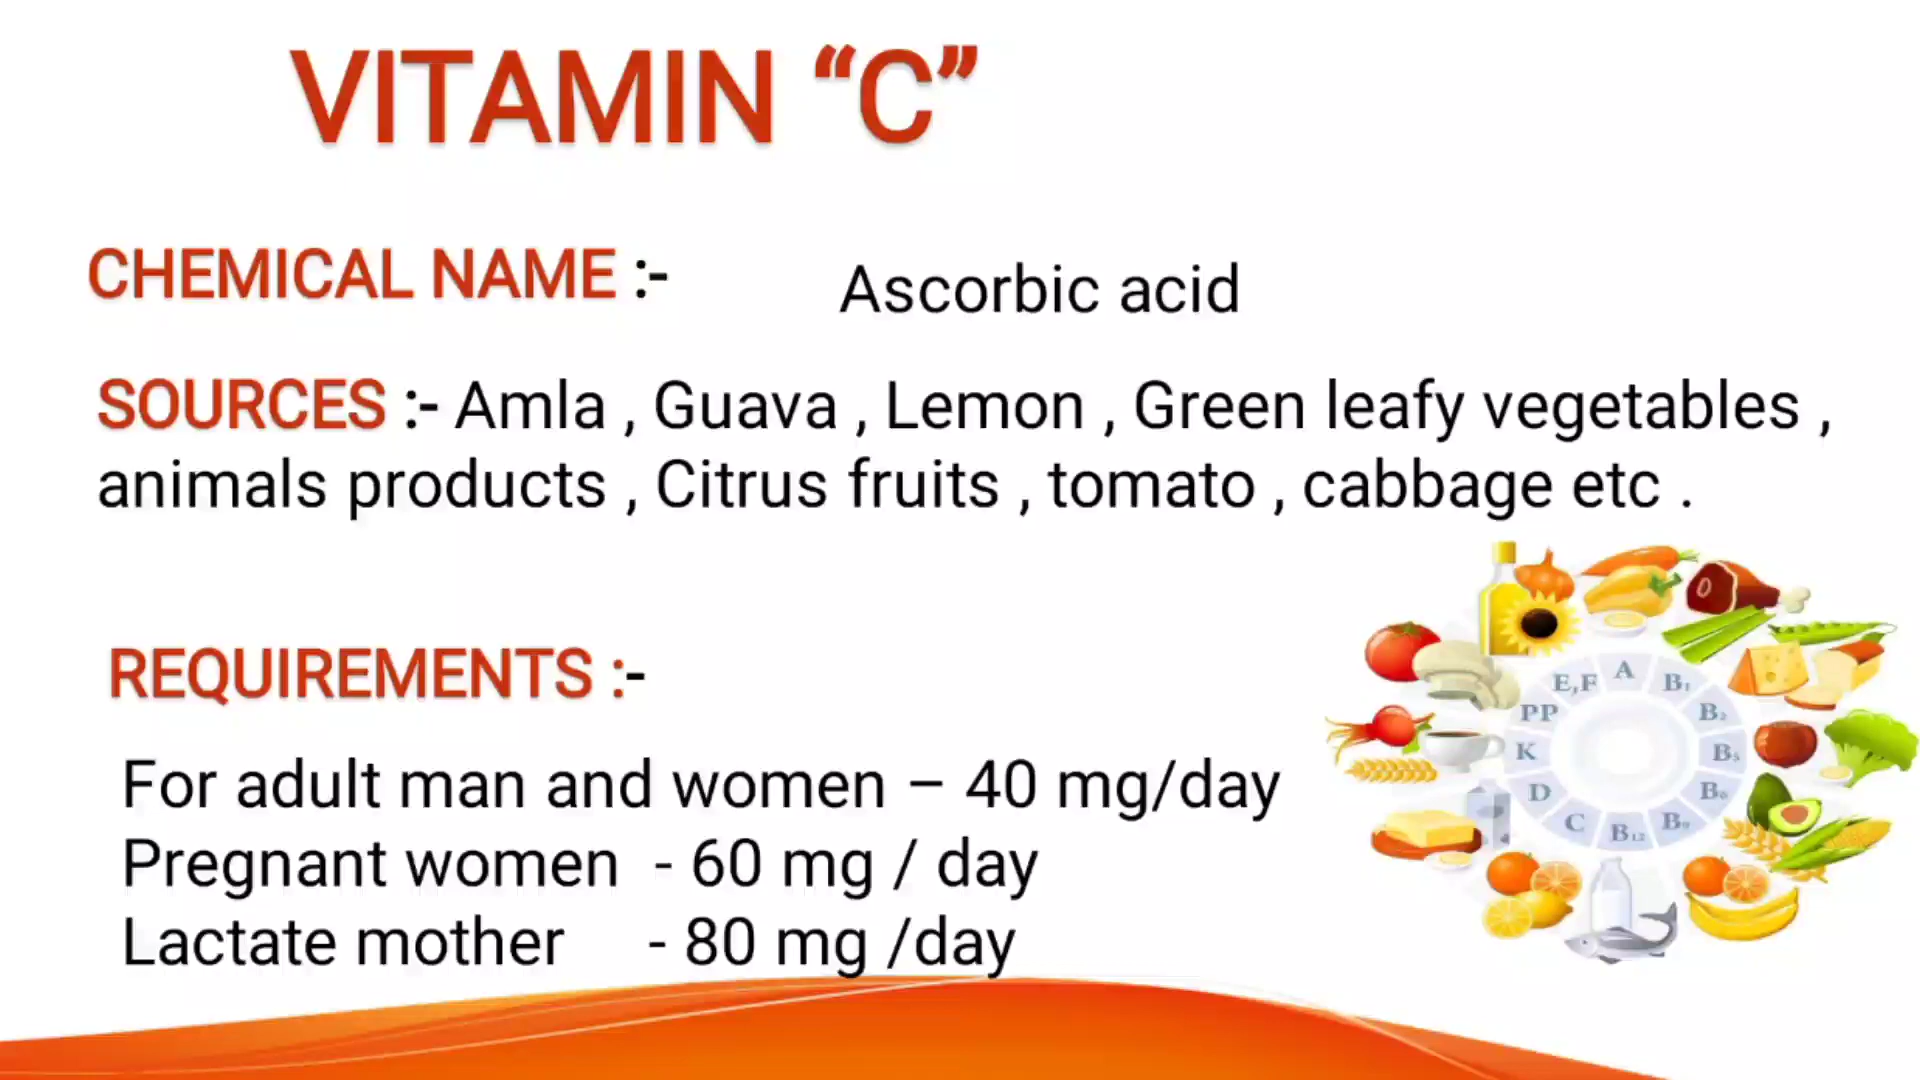 VITAMIN “C”
CHEMICAL NAME :- Ascorbic acid
SOURCES :- Amla , Guava , Lemon , Green leafy vegetables ,
animals products , Citrus fruits , tomato , cabbage etc .
REQUIREMENTS :-
For adult man and women – 40 mg/day
Pregnant women - 60 mg / day
Lactate mother - 80 mg /day
A
B₁
B₂
B₅
B₆
B₉
B₁₂
C
D
K
PP
E,F